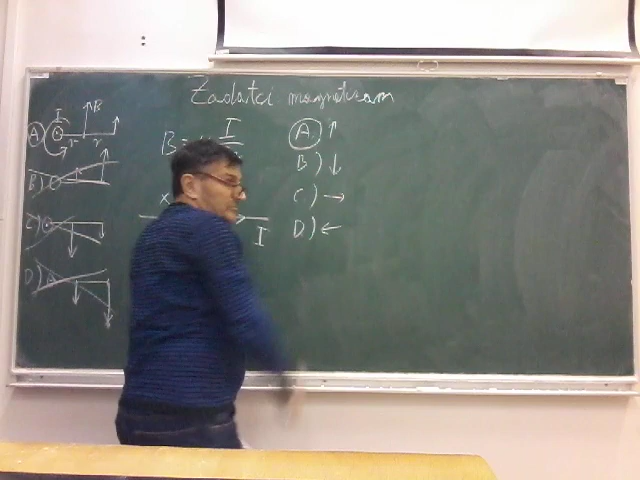 Zadatci magnetizam
I B
A r r
B)
C)
D)
B = I
x
I
A. ↑
B) ↓
C) →
D) ←